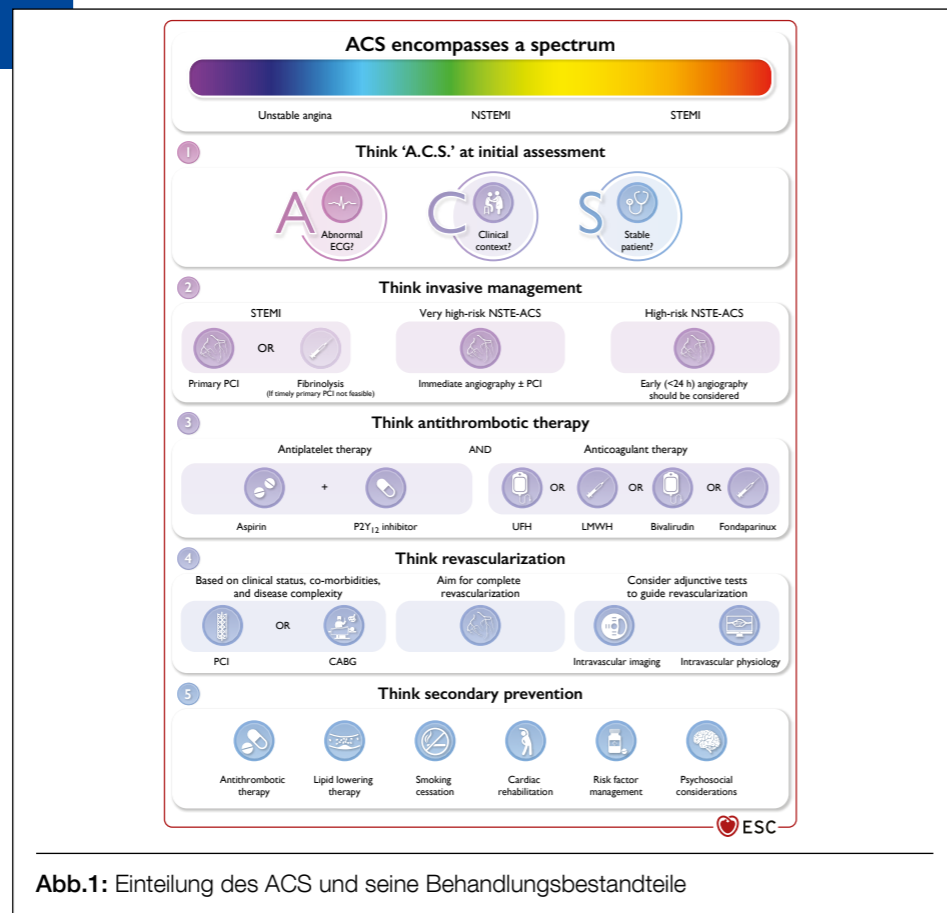 ACS encompasses a spectrum
Unstable angina NSTEMI STEMI
1 Think ‘A.C.S.’ at initial assessment
A C S
Abnormal Clinical Stable
ECG? context? patient?
2 Think invasive management
STEMI Very high-risk NSTE-ACS High-risk NSTE-ACS
OR
Primary PCI Fibrinolysis Immediate angiography ± PCI Early (<24 h) angiography
(If timely primary PCI not feasible) should be considered
3 Think antithrombotic therapy
Antiplatelet therapy AND Anticoagulant therapy
+ OR OR OR
Aspirin P2Y₁₂ inhibitor UFH LMWH Bivalirudin Fondaparinux
4 Think revascularization
Based on clinical status, co-morbidities, Aim for complete Consider adjunctive tests
and disease complexity revascularization to guide revascularization
OR
PCI CABG Intravascular imaging Intravascular physiology
5 Think secondary prevention
Antithrombotic Lipid lowering Smoking Cardiac Risk factor Psychosocial
therapy therapy cessation rehabilitation management considerations
ESC
Abb.1: Einteilung des ACS und seine Behandlungsbestandteile